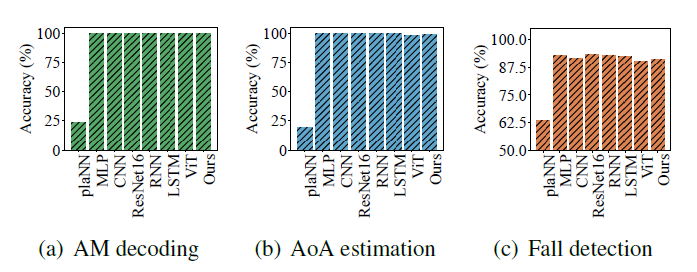 Accuracy (%)
100
75
50
25
0
plaNN
MLP
CNN
ResNet16
RNN
LSTM
ViT
Ours
(a) AM decoding
Accuracy (%)
100
75
50
25
0
plaNN
MLP
CNN
ResNet16
RNN
LSTM
ViT
Ours
(b) AoA estimation
Accuracy (%)
100.0
87.5
75.0
62.5
50.0
plaNN
MLP
CNN
ResNet16
RNN
LSTM
ViT
Ours
(c) Fall detection